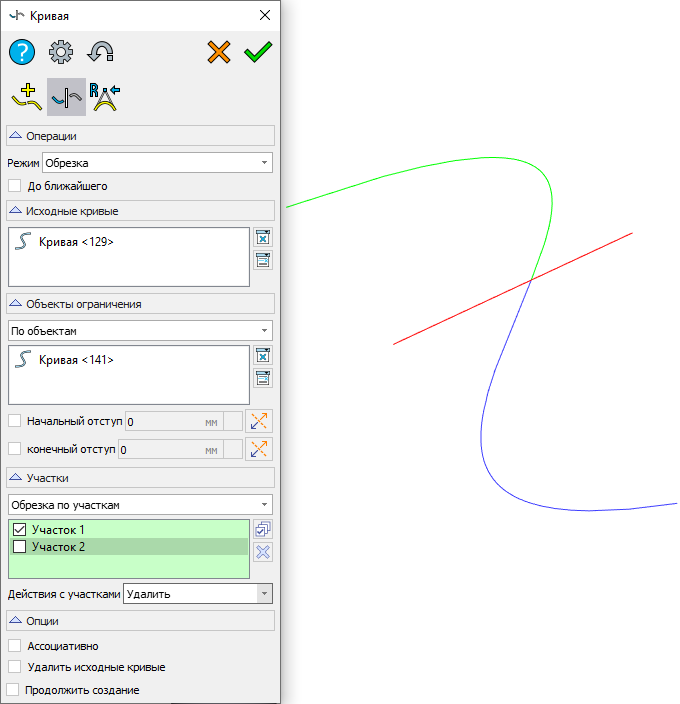 Кривая
?
R
Операции
Режим Обрезка
До ближайшего
Исходные кривые
Кривая <129>
Объекты ограничения
По объектам
Кривая <141>
Начальный отступ 0 мм
конечный отступ 0 мм
Участки
Обрезка по участкам
Участок 1
Участок 2
Действия с участками Удалить
Опции
Ассоциативно
Удалить исходные кривые
Продолжить создание